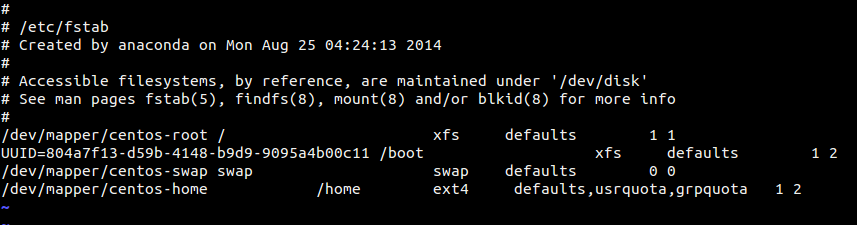 #
# /etc/fstab
# Created by anaconda on Mon Aug 25 04:24:13 2014
#
# Accessible filesystems, by reference, are maintained under '/dev/disk'
# See man pages fstab(5), findfs(8), mount(8) and/or blkid(8) for more info
#
/dev/mapper/centos-root /                       xfs     defaults        1 1
UUID=804a7f13-d59b-4148-b9d9-9095a4b00c11 /boot                   xfs     defaults        1 2
/dev/mapper/centos-swap swap                    swap    defaults        0 0
/dev/mapper/centos-home            /home        ext4     defaults,usrquota,grpquota   1 2
~
~